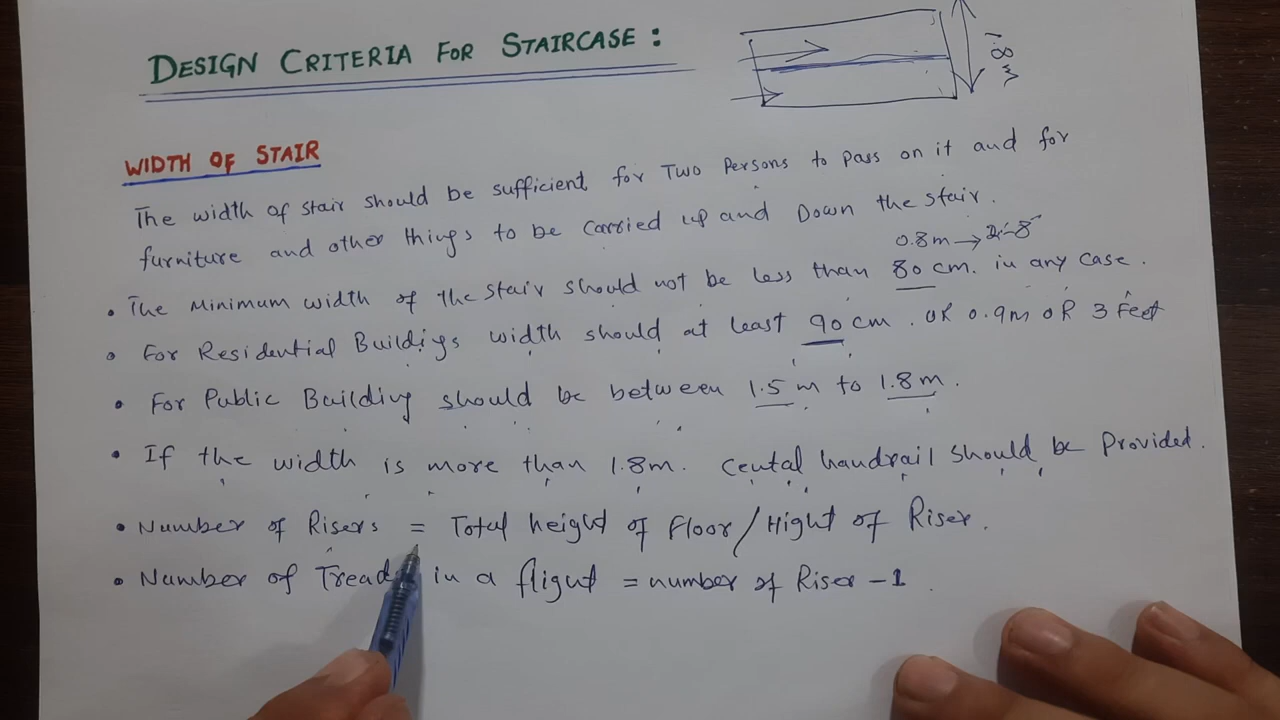 DESIGN CRITERIA FOR STAIRCASE :
1.8m
WIDTH OF STAIR
The width of stair should be sufficient for Two Persons to pass on it and for
furniture and other things to be carried up and Down the stair.
0.8m →
• The Minimum width of the stair should not be less than 80 cm. in any case.
• For Residential Buildigs width should at least 90 cm. OR 0.9m OR 3 Feet
• For Public Building should be between 1.5 m to 1.8 m.
• If the width is more than 1.8m. Cental handrail should be Provided.
• Number of Risers = Total height of Floor/Hight of Riser.
• Number of Treads in a flight = number of Riser -1.